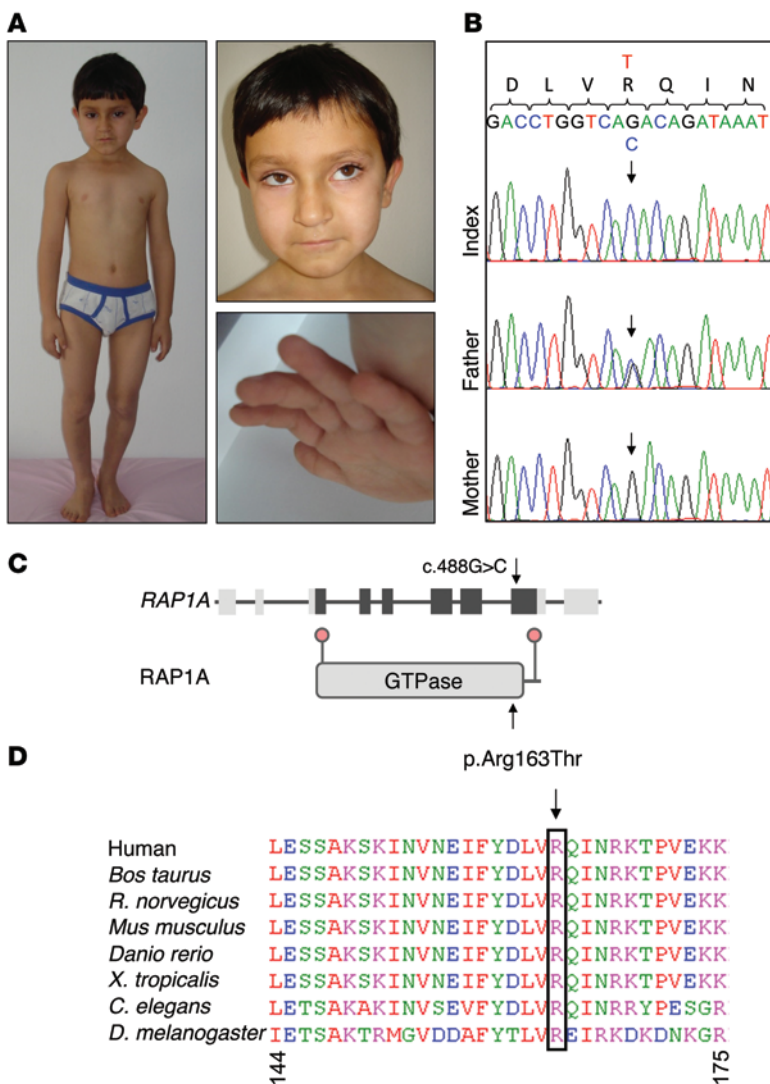 A
B
T
D L V R Q I N
GACCTGGTCAGACAGATAAAT
C
Index
Father
Mother
C
c.488G>C
RAP1A
RAP1A
GTPase
p.Arg163Thr
D
Human LESSAKSKINVNEIFYDLVRQINRKTPVEKK
Bos taurus LESSAKSKINVNEIFYDLVRQINRKTPVEKK
R. norvegicus LESSAKSKINVNEIFYDLVRQINRKTPVEKK
Mus musculus LESSAKSKINVNEIFYDLVRQINRKTPVEKK
Danio rerio LESSAKSKINVNEIFYDLVRQINRKTPVEKK
X. tropicalis LESSAKSKINVNEIFYDLVRQINRKTPVEKK
C. elegans LETSAKAKINVSEVFYDLVRQINRRYPESGR
D. melanogaster IETSAKTRMGVDDAFYTLVREIRKDKDNKGR
144 175